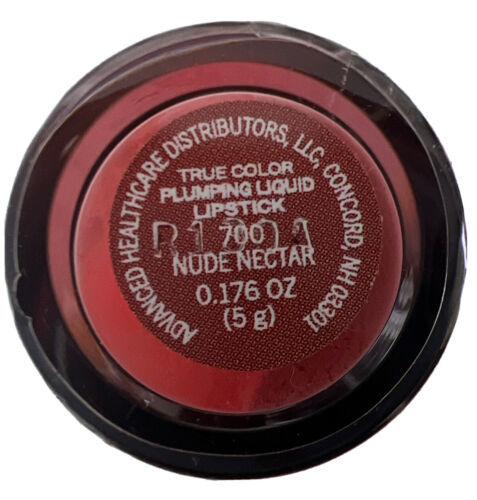 ADVANCED HEALTHCARE DISTRIBUTORS, LLC, CONCORD, NH 03301
TRUE COLOR
PLUMPING LIQUID
LIPSTICK
700
NUDE NECTAR
0.176 OZ
(5 g)